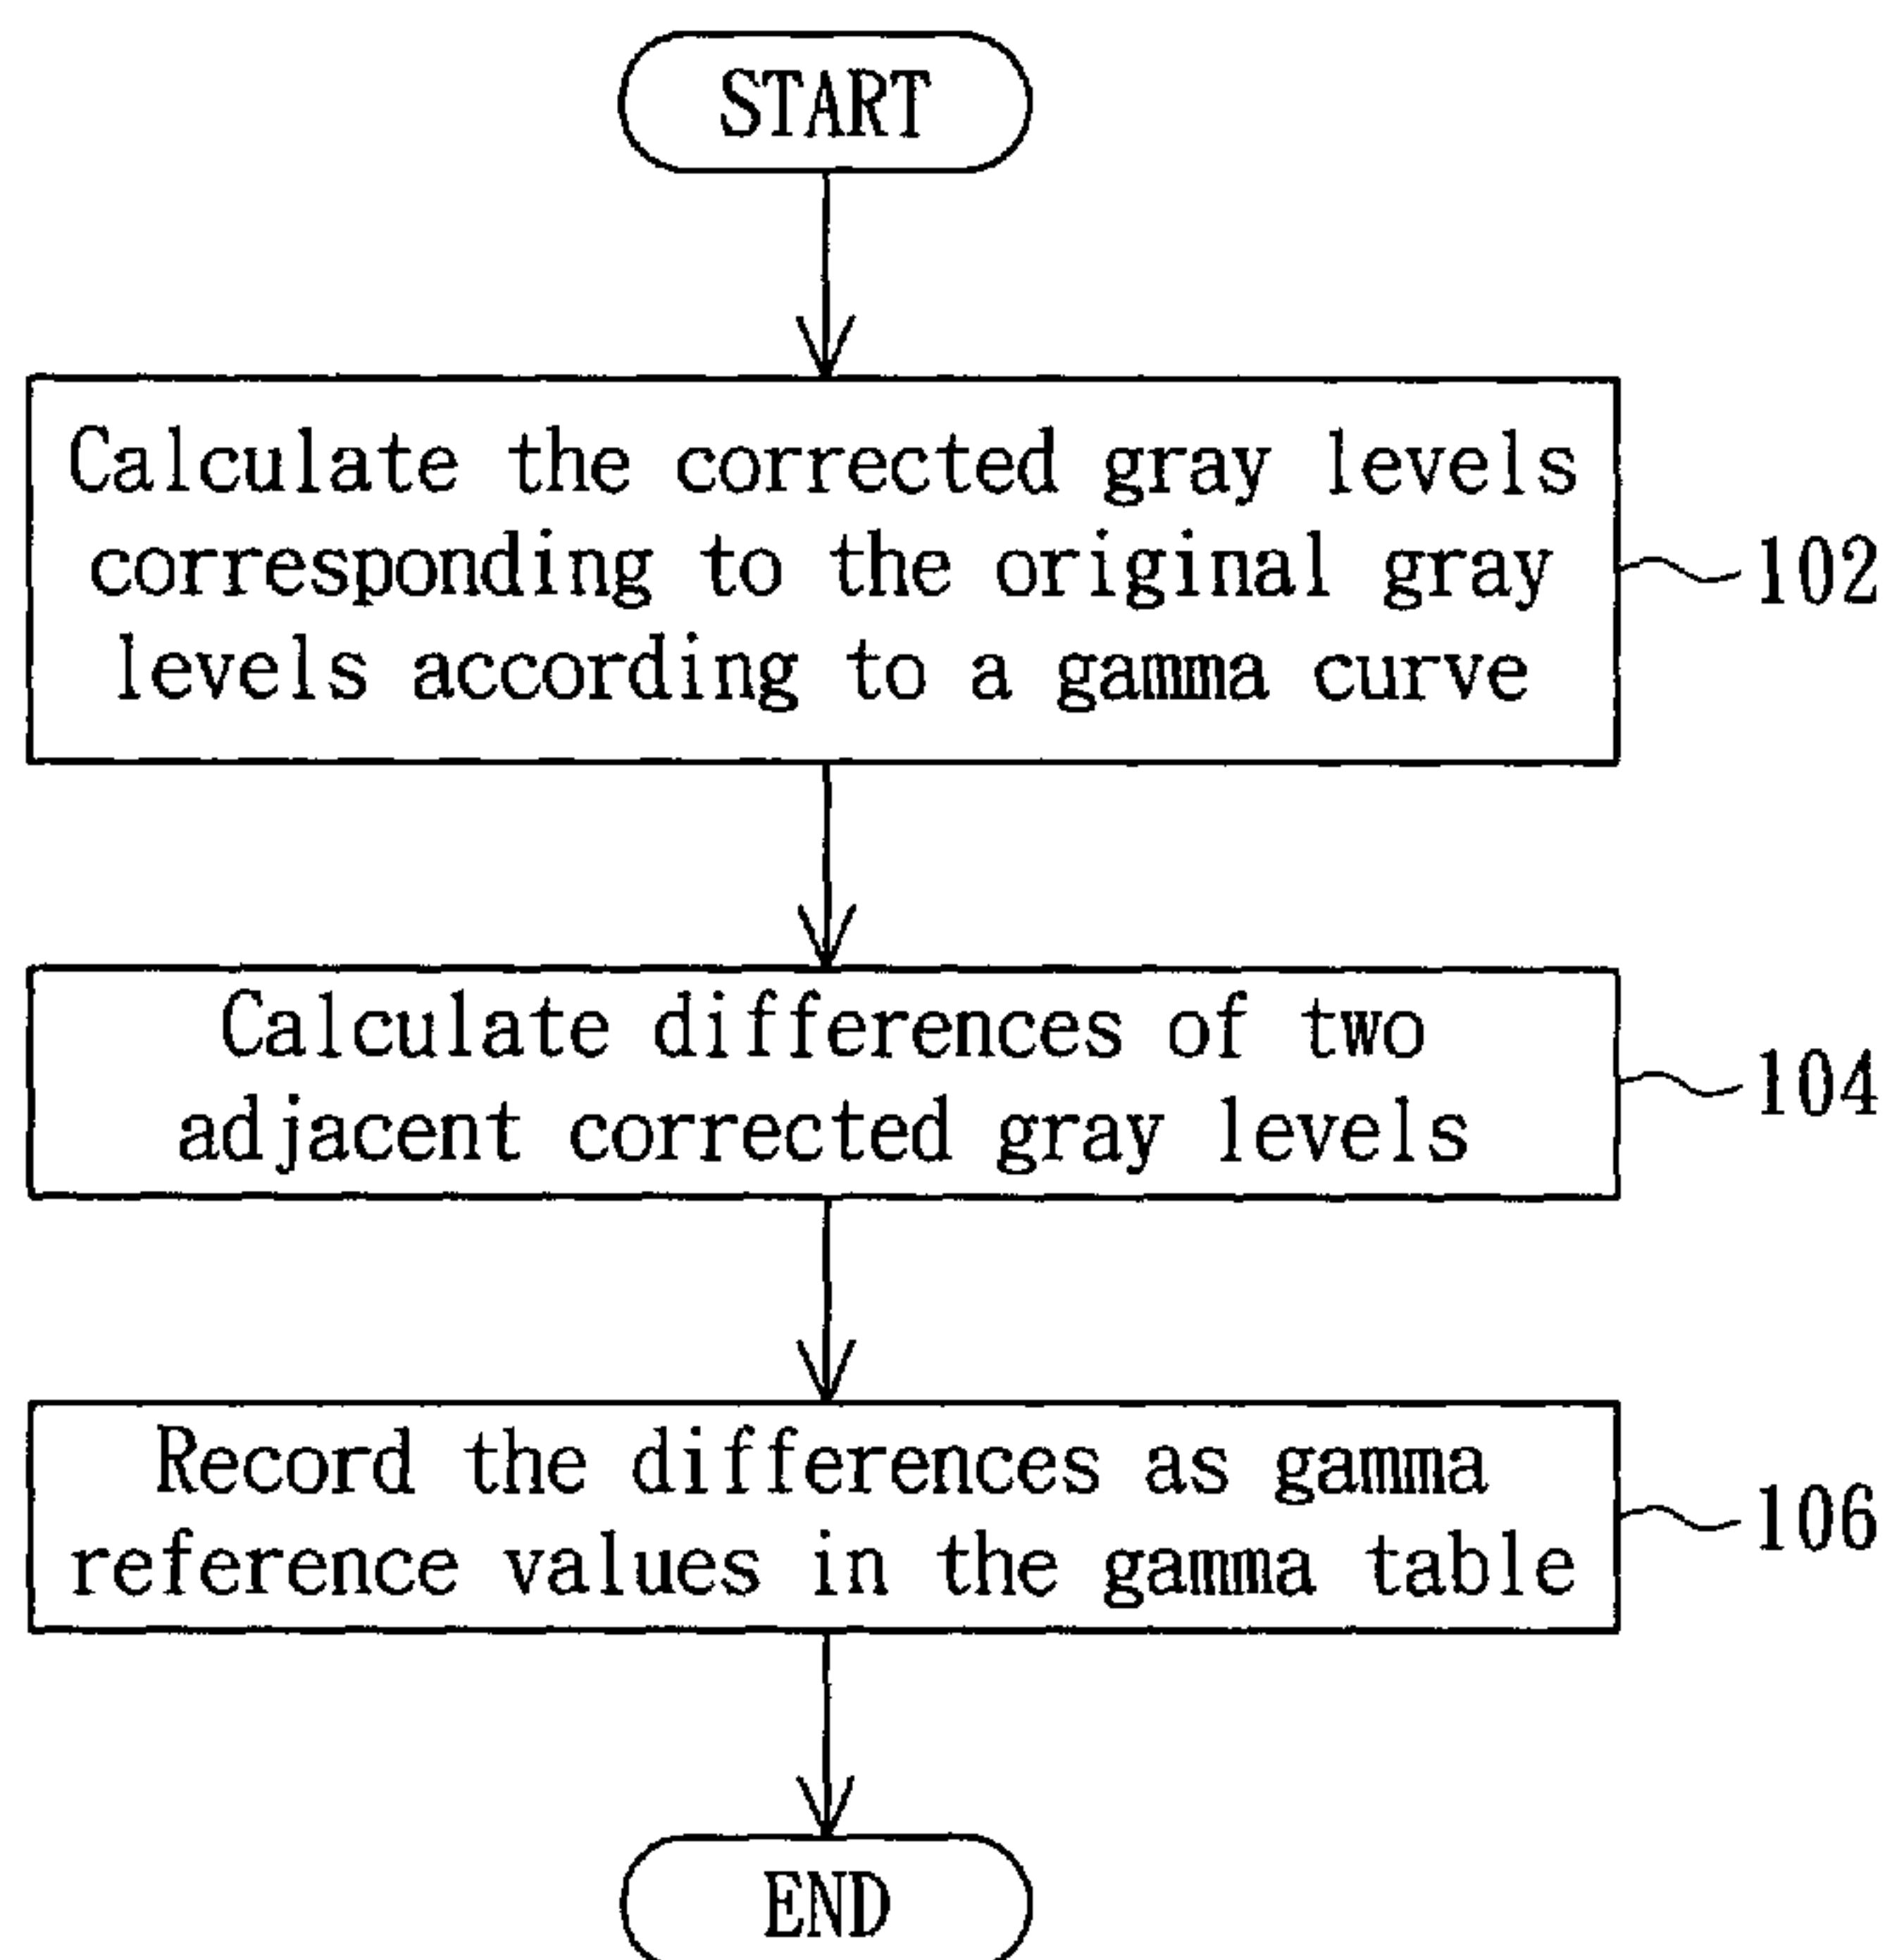 START
Calculate the corrected gray levels
corresponding to the original gray
levels according to a gamma curve
102
Calculate differences of two
adjacent corrected gray levels
104
Record the differences as gamma
reference values in the gamma table
106
END